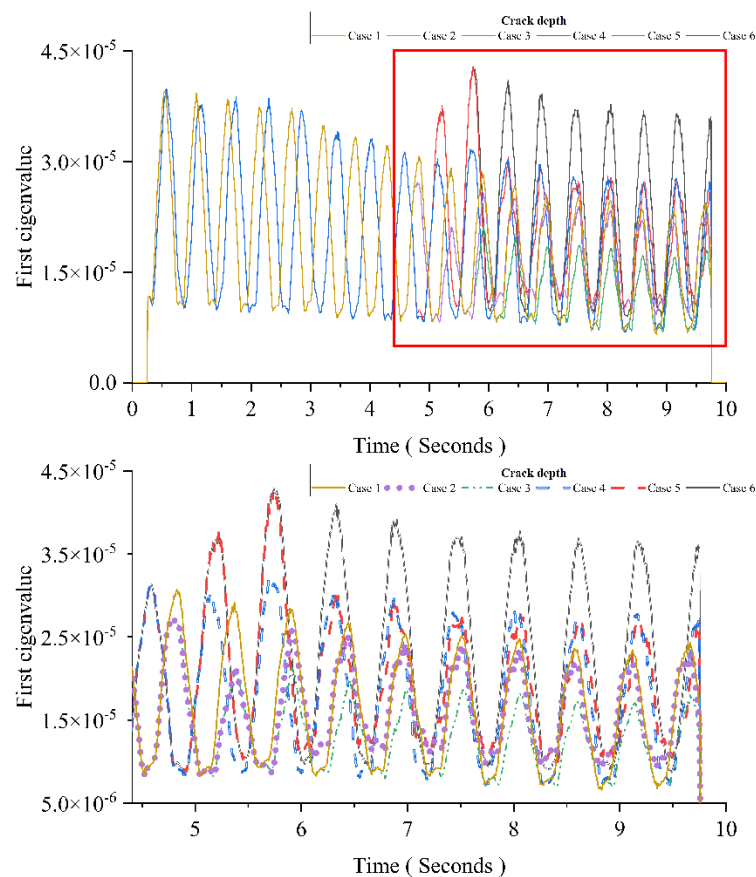 Crack depth
Case 1 Case 2 Case 3 Case 4 Case 5 Case 6
4.5×10⁻⁵
3.0×10⁻⁵
1.5×10⁻⁵
0.0
First eigenvalue
0 1 2 3 4 5 6 7 8 9 10
Time ( Seconds )
Crack depth
Case 1 Case 2 Case 3 Case 4 Case 5 Case 6
4.5×10⁻⁵
3.5×10⁻⁵
2.5×10⁻⁵
1.5×10⁻⁵
5.0×10⁻⁶
First eigenvalue
5 6 7 8 9 10
Time ( Seconds )